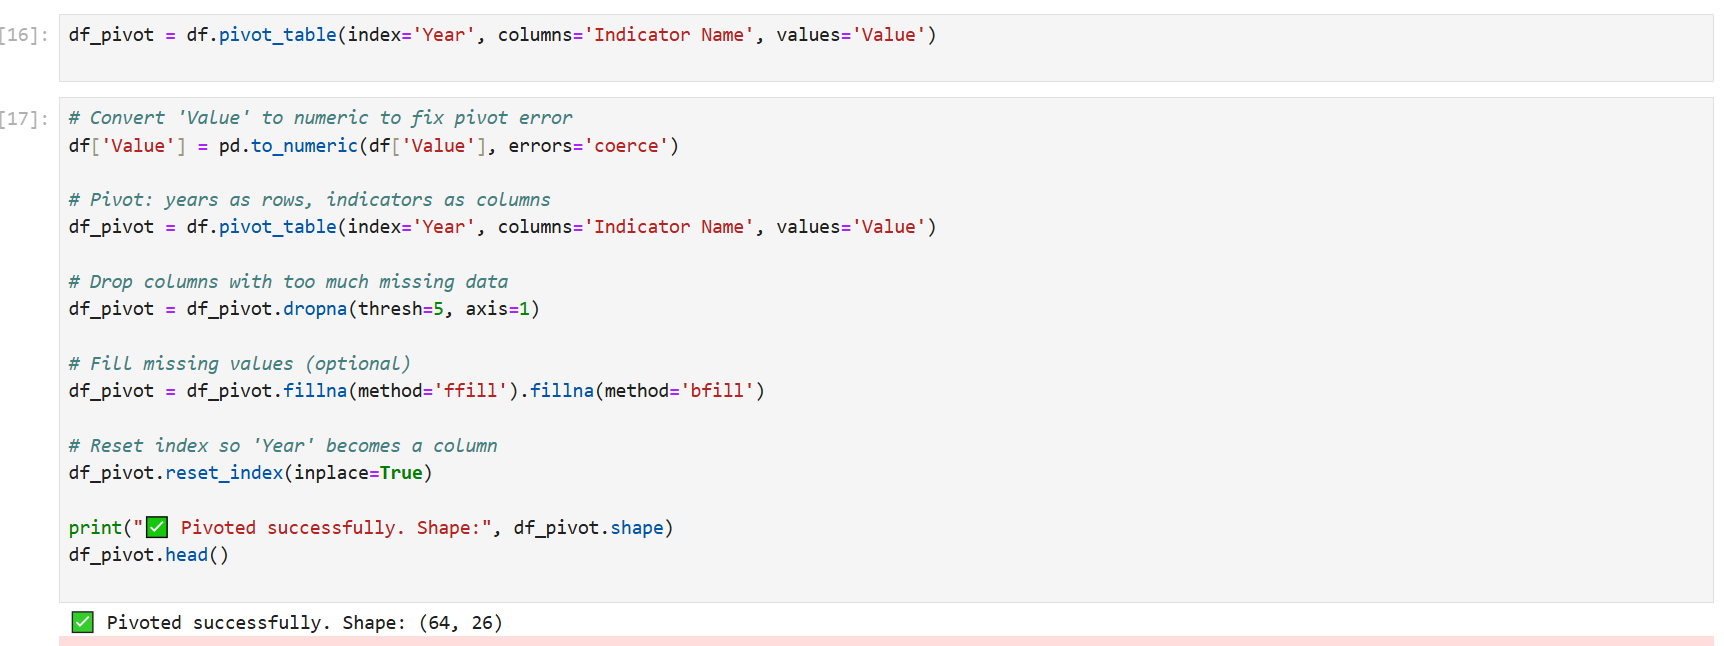 [16]: df_pivot = df.pivot_table(index='Year', columns='Indicator Name', values='Value')
[17]: # Convert 'Value' to numeric to fix pivot error
df['Value'] = pd.to_numeric(df['Value'], errors='coerce')
# Pivot: years as rows, indicators as columns
df_pivot = df.pivot_table(index='Year', columns='Indicator Name', values='Value')
# Drop columns with too much missing data
df_pivot = df_pivot.dropna(thresh=5, axis=1)
# Fill missing values (optional)
df_pivot = df_pivot.fillna(method='ffill').fillna(method='bfill')
# Reset index so 'Year' becomes a column
df_pivot.reset_index(inplace=True)
print("✅ Pivoted successfully. Shape:", df_pivot.shape)
df_pivot.head()
✅ Pivoted successfully. Shape: (64, 26)